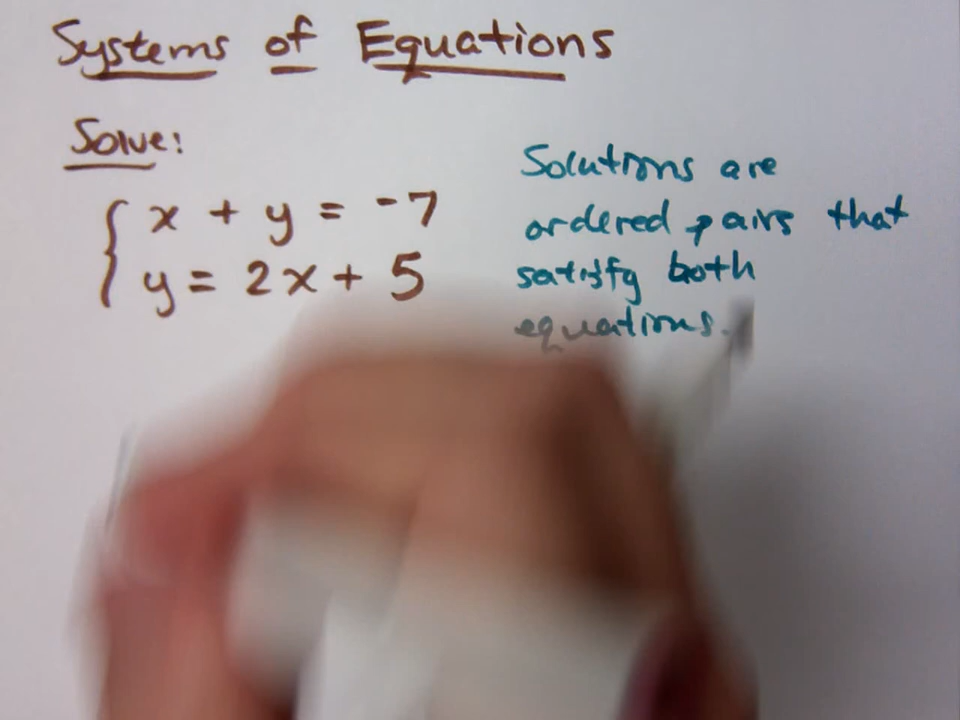 Systems of Equations
Solve:
x + y = -7
y = 2x + 5
Solutions are
ordered pairs that
satisfy both
equations.